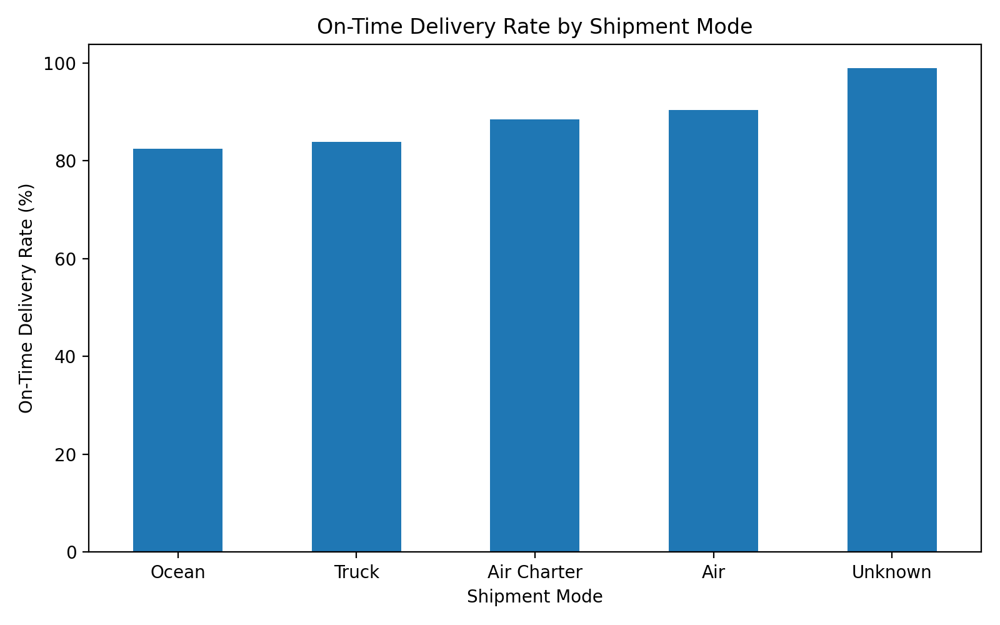 On-Time Delivery Rate by Shipment Mode
On-Time Delivery Rate (%)
100
80
60
40
20
0
Ocean Truck Air Charter Air Unknown
Shipment Mode